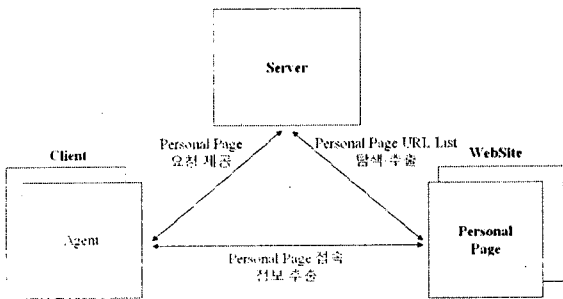 Server
Personal Page
요청 제공
Personal Page URL List
탐색 추출
Client
WebSite
Agent
Personal
Page
Personal Page 접속
정보 추출